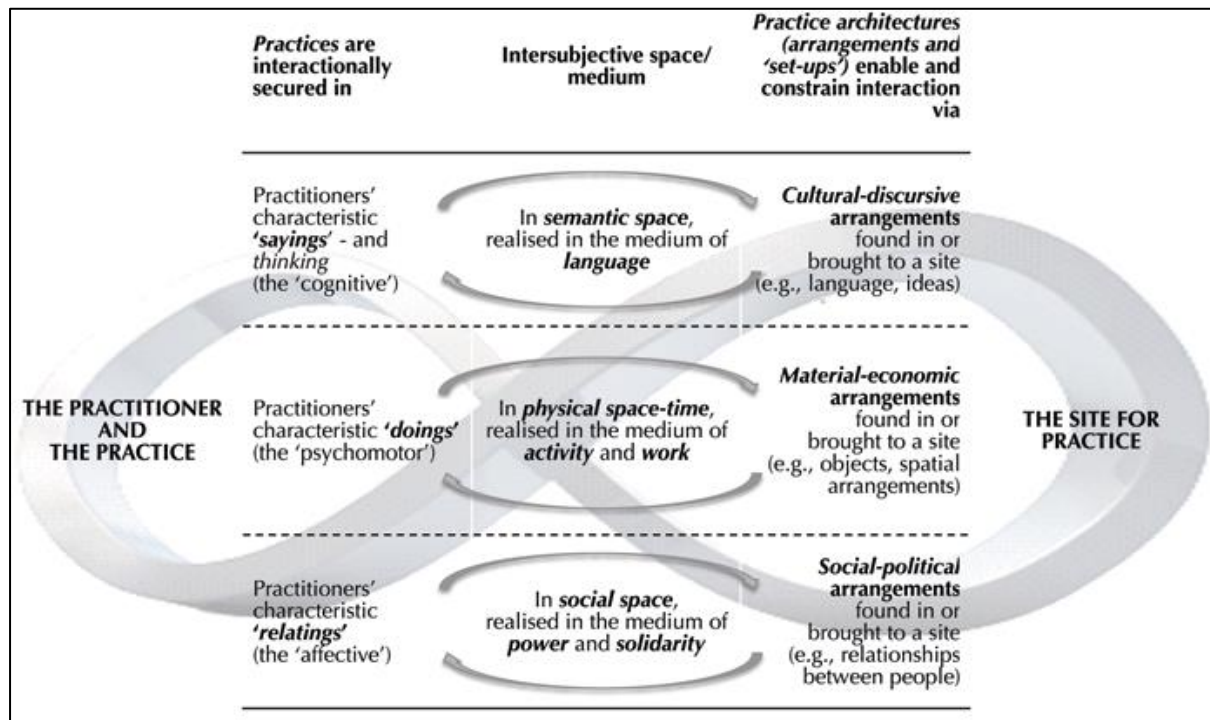 Practices are
interactionally
secured in
Intersubjective space/
medium
Practice architectures
(arrangements and
‘set-ups’) enable and
constrain interaction
via
THE PRACTITIONER
AND
THE PRACTICE
Practitioners’
characteristic
‘sayings’ - and
thinking
(the ‘cognitive’)
In semantic space,
realised in the medium of
language
Cultural-discursive
arrangements
found in or
brought to a site
(e.g., language, ideas)
Practitioners’
characteristic ‘doings’
(the ‘psychomotor’)
In physical space-time,
realised in the medium of
activity and work
Material-economic
arrangements
found in or
brought to a site
(e.g., objects, spatial
arrangements)
Practitioners’
characteristic
‘relatings’
(the ‘affective’)
In social space,
realised in the medium of
power and solidarity
Social-political
arrangements
found in or
brought to a site
(e.g., relationships
between people)
THE SITE FOR
PRACTICE